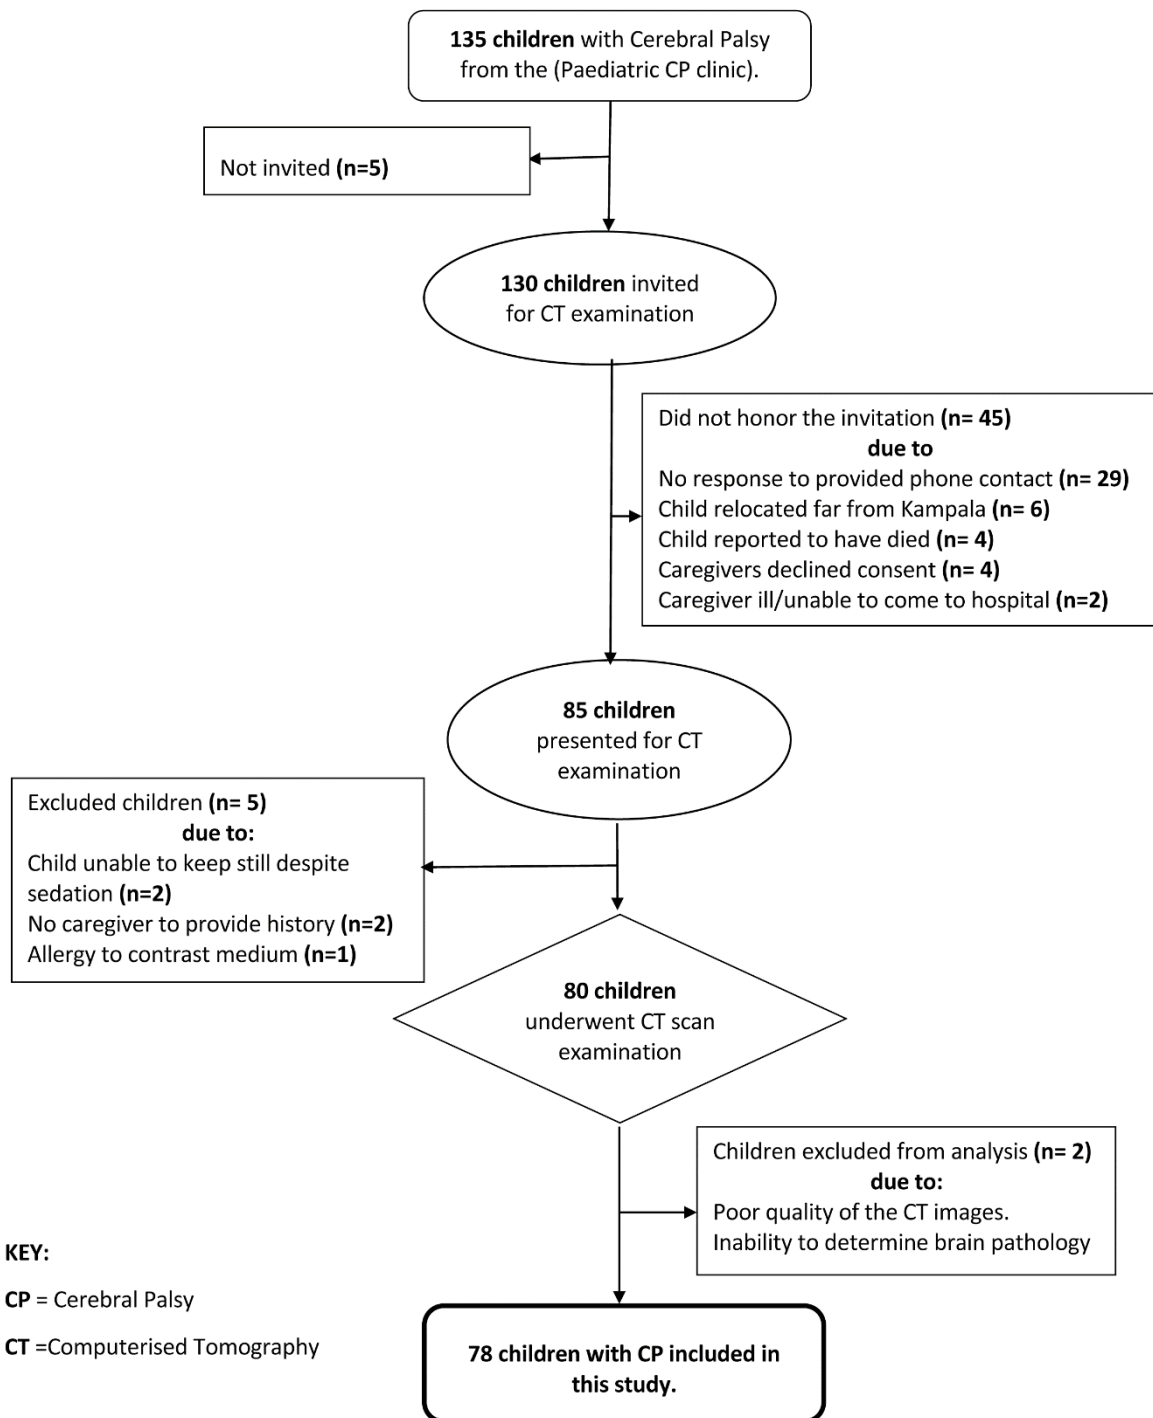 135 children with Cerebral Palsy
from the (Paediatric CP clinic).
Not invited (n=5)
130 children invited
for CT examination
Did not honor the invitation (n= 45)
due to
No response to provided phone contact (n= 29)
Child relocated far from Kampala (n= 6)
Child reported to have died (n= 4)
Caregivers declined consent (n= 4)
Caregiver ill/unable to come to hospital (n=2)
85 children
presented for CT
examination
Excluded children (n= 5)
due to:
Child unable to keep still despite
sedation (n=2)
No caregiver to provide history (n=2)
Allergy to contrast medium (n=1)
80 children
underwent CT scan
examination
Children excluded from analysis (n= 2)
due to:
Poor quality of the CT images.
Inability to determine brain pathology
KEY:
CP = Cerebral Palsy
CT =Computerised Tomography
78 children with CP included in
this study.